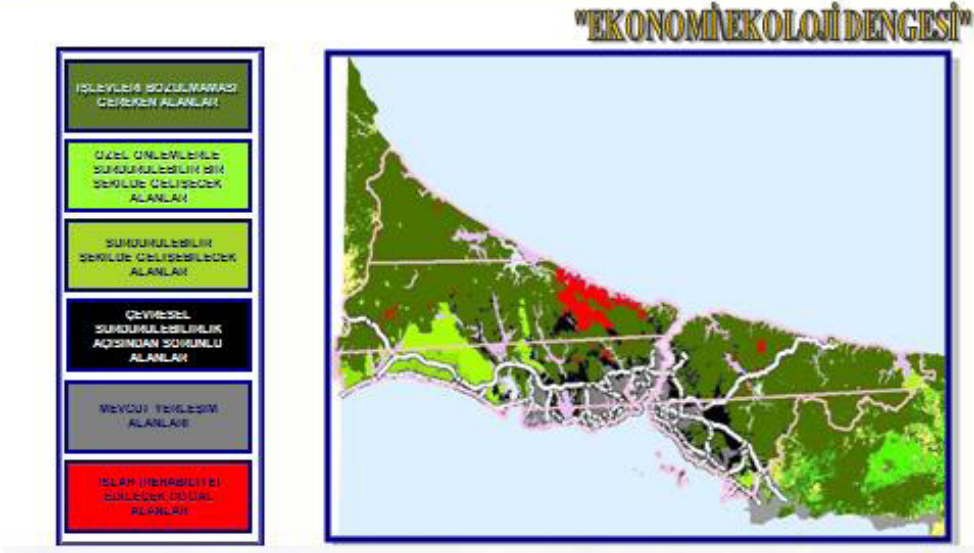 "EKONOMİ/EKOLOJİ DENGESİ"
İŞLEVLERİ BOZULMAMASI
GEREKEN ALANLAR
ÖZEL ÖNLEMLERLE
SÜRDÜRÜLEBİLİR BİR
ŞEKİLDE GELİŞECEK
ALANLAR
SÜRDÜRÜLEBİLİR
ŞEKİLDE GELİŞEBİLECEK
ALANLAR
ÇEVRESEL
SÜRDÜRÜLEBİLİRLİK
AÇISINDAN SORUNLU
ALANLAR
MEVCUT YERLEŞİM
ALANLARI
ISLAH (REHABİLİTE)
EDİLECEK DOĞAL
ALANLAR